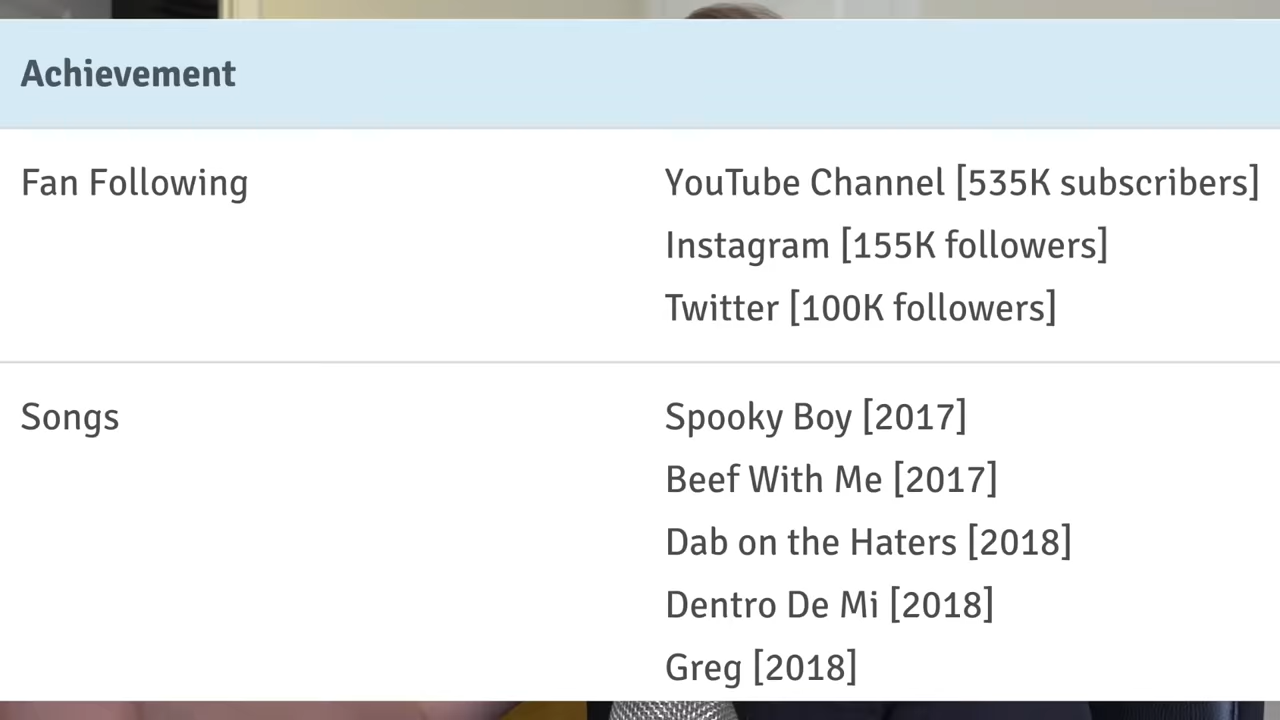 Achievement
Fan Following YouTube Channel [535K subscribers]
Instagram [155K followers]
Twitter [100K followers]
Songs Spooky Boy [2017]
Beef With Me [2017]
Dab on the Haters [2018]
Dentro De Mi [2018]
Greg [2018]